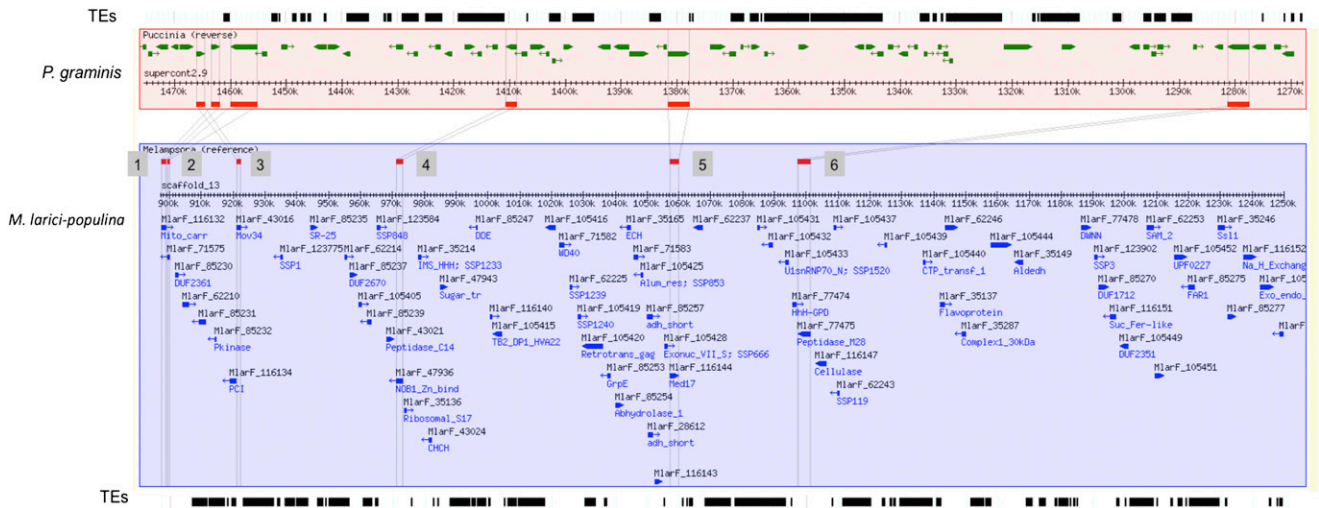 TEs
Puccinia (reverse)
P. graminis
supercont2.9
1470k 1460k 1450k 1440k 1430k 1420k 1410k 1400k 1390k 1380k 1370k 1360k 1350k 1340k 1330k 1320k 1310k 1300k 1290k 1280k 1270k
Melampsora (reference)
1 2 3 4 5 6
scaffold_13
M. larici-populina
900k 910k 920k 930k 940k 950k 960k 970k 980k 990k 1000k 1010k 1020k 1030k 1040k 1050k 1060k 1070k 1080k 1090k 1100k 1110k 1120k 1130k 1140k 1150k 1160k 1170k 1180k 1190k 1200k 1210k 1220k 1230k 1240k 1250k
MlarF_116132 MlarF_43016 MlarF_85235 MlarF_123584 MlarF_85247 MlarF_105416 MlarF_35165 MlarF_62237 MlarF_105431 MlarF_105437 MlarF_62246 MlarF_77478 MlarF_62253 MlarF_35246
Mito_carr Mov34 SR-25 SSP848 DDE ECH DWNN SAM_2 Ssl1
MlarF_71575 MlarF_123775 MlarF_62214 MlarF_35214 MlarF_71582 MlarF_71583 MlarF_105432 MlarF_105439 MlarF_105444 MlarF_123902 MlarF_105452 MlarF_116152
SSP1 IMS_HHH; SSP1233 WD40 SSP3 UPF0227 Na_H_Exchang
MlarF_85230 MlarF_85237 MlarF_47943 MlarF_62225 MlarF_105425 MlarF_105433 MlarF_105440 MlarF_35149 MlarF_85270 MlarF_85275 MlarF_105454
DUF2361 DUF2670 Sugar_tr SSP1239 Alum_res; SSP853 U1snRNP70_N; SSP1520 CTP_transf_1 Aldedh DUF1712 FAR1 Exo_endo_
MlarF_62210 MlarF_105405 MlarF_116140 MlarF_105419 MlarF_85257 MlarF_77474 MlarF_35137 MlarF_116151 MlarF_85277
TB2_DP1_HVA22 SSP1240 adh_short HhH-GPD Flavoprotein Suc_Fer-like
MlarF_85231 MlarF_85239 MlarF_105415 MlarF_105420 MlarF_105428 MlarF_77475 MlarF_35287 MlarF_105449 MlarF
Retrotrans_gag Exonuc_VII_S; SSP666 Peptidase_M28 Complex1_30kDa DUF2351
MlarF_85232 MlarF_43021 MlarF_85253 MlarF_116144 MlarF_116147 MlarF_105451
Pkinase Peptidase_C14 GrpE Med17 Cellulase
MlarF_116134 MlarF_47936 MlarF_85254 MlarF_62243
PCI NOB1_Zn_bind Abhydrolase_1 SSP119
MlarF_35136 MlarF_28612
Ribosomal_S17 adh_short
MlarF_43024 MlarF_116143
CHCH
TEs